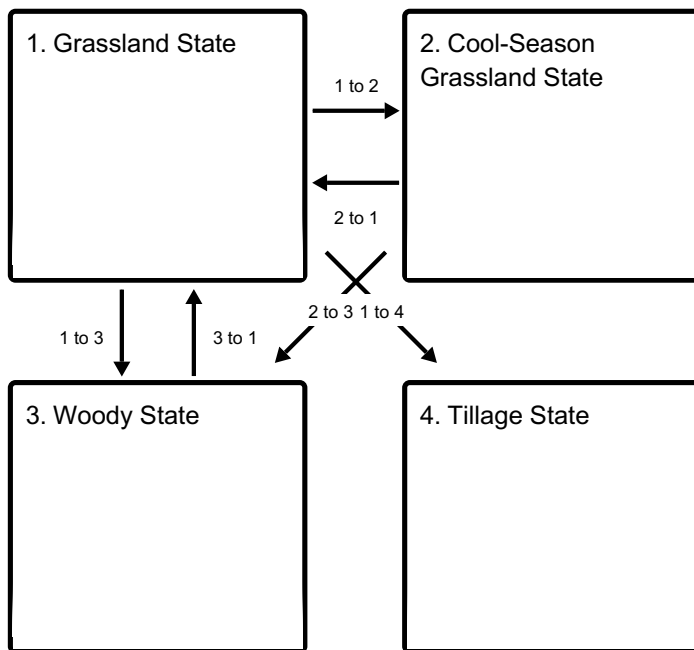 1. Grassland State
2. Cool-Season
Grassland State
1 to 2
2 to 1
2 to 3
1 to 4
1 to 3
3 to 1
3. Woody State
4. Tillage State